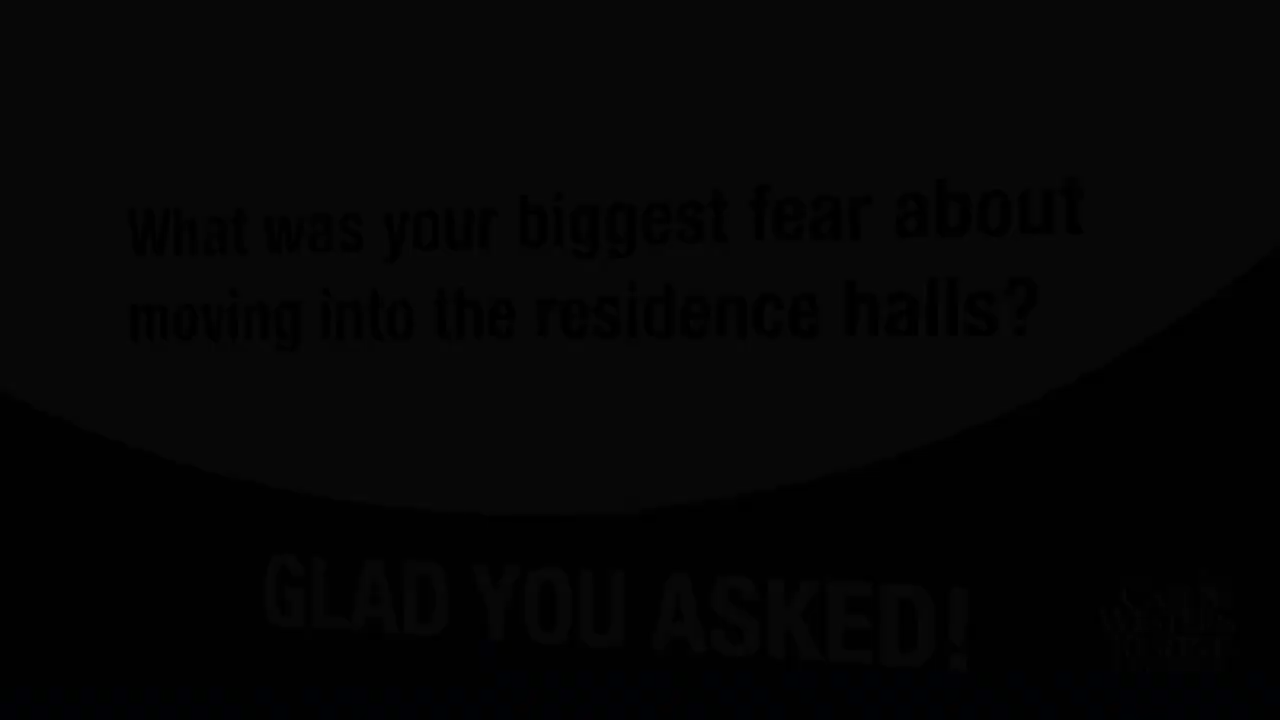 What was your biggest fear about
moving into the residence halls?
GLAD YOU ASKED!